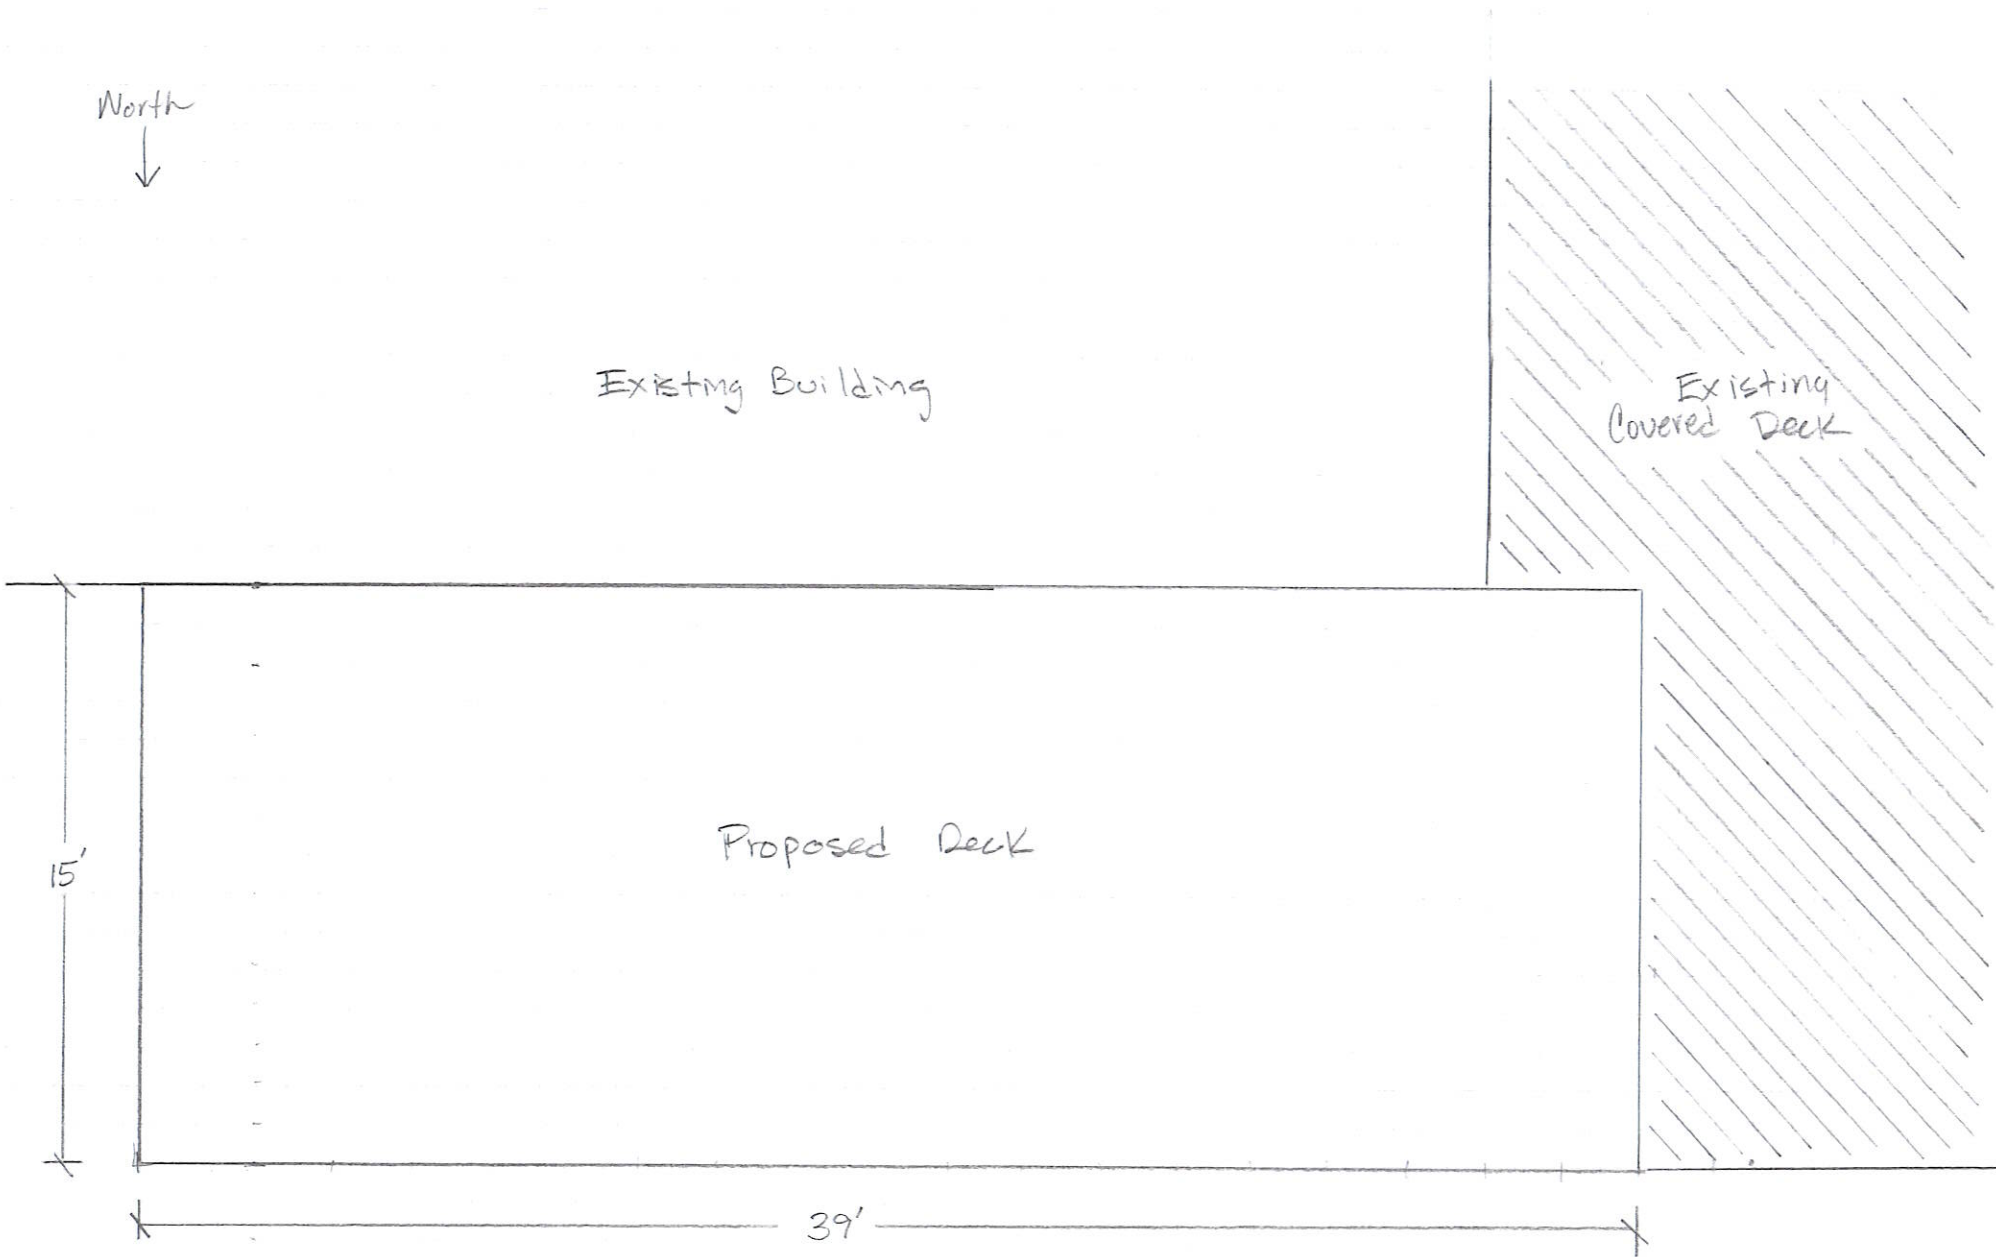 North
Existing Building
Existing
Covered Deck
Proposed Deck
15'
39'